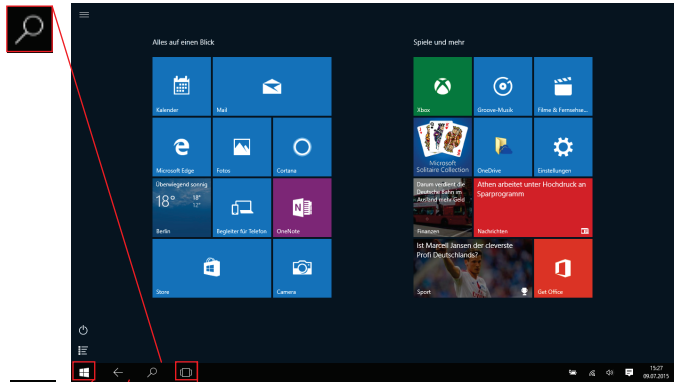 Alles auf einen Blick
Spiele und mehr
Kalender
Mail
Xbox
Groove-Musik
Filme & Fernsehse...
Microsoft Edge
Fotos
Cortana
Microsoft
Solitaire Collection
OneDrive
Einstellungen
Überwiegend sonnig
18° 18°
12°
Berlin
Begleiter für Telefon
OneNote
Darum verdient die
Deutsche Bahn im
Ausland mehr Geld
Finanzen
Athen arbeitet unter Hochdruck an
Sparprogramm
Nachrichten
Store
Camera
Ist Marcell Jansen der cleverste
Profi Deutschlands?
Sport
Get Office
15:27
09.07.2015